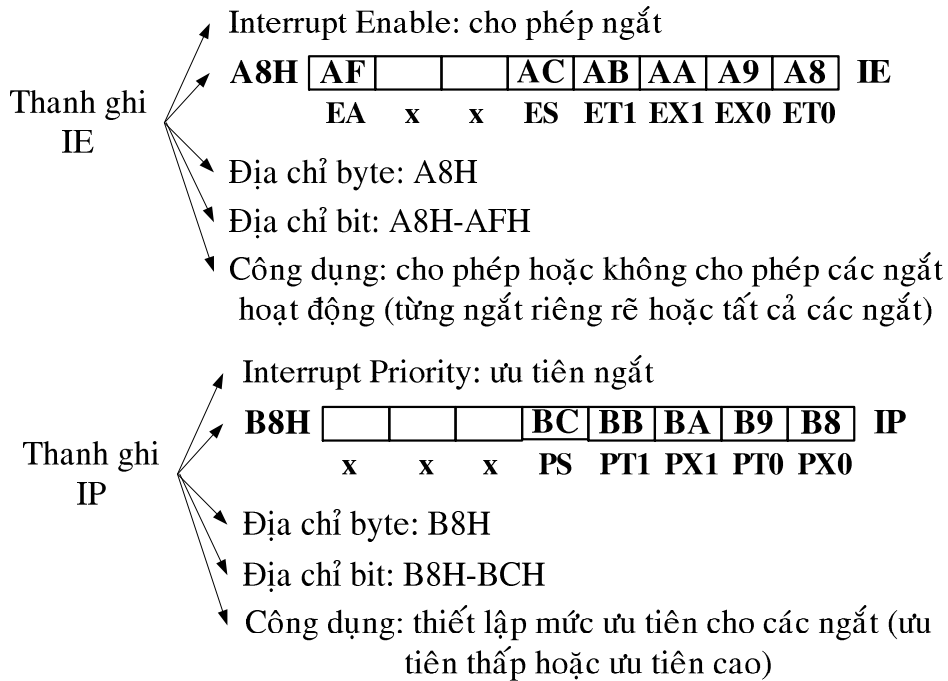 Interrupt Enable: cho phép ngắt
A8H AF AC AB AA A9 A8 IE
EA x x ES ET1 EX1 EX0 ET0
Thanh ghi
IE
Địa chỉ byte: A8H
Địa chỉ bit: A8H-AFH
Công dụng: cho phép hoặc không cho phép các ngắt
hoạt động (từng ngắt riêng rẽ hoặc tất cả các ngắt)
Interrupt Priority: ưu tiên ngắt
B8H BC BB BA B9 B8 IP
x x x PS PT1 PX1 PT0 PX0
Thanh ghi
IP
Địa chỉ byte: B8H
Địa chỉ bit: B8H-BCH
Công dụng: thiết lập mức ưu tiên cho các ngắt (ưu
tiên thấp hoặc ưu tiên cao)